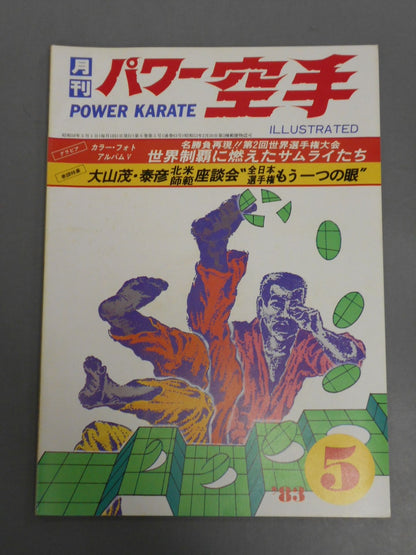 月刊 パワー空手
POWER KARATE
ILLUSTRATED
グラビア カラー・フォトアルバムⅤ
名勝負再現!!第2回世界選手権大会
世界制覇に燃えたサムライたち
巻頭特集 大山茂・泰彦北米師範座談会“全日本選手権もう一つの眼”
'83
5